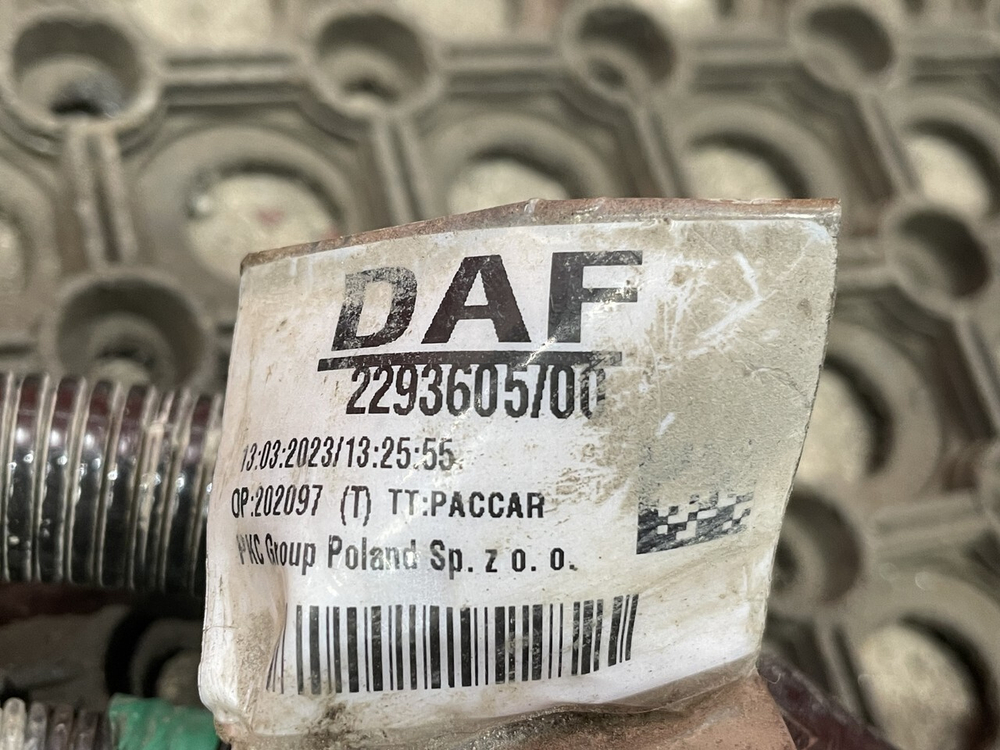 DAF
2293605/00
13:03:2023/13:25:55
OP:202097 (T) TT:PACCAR
PKC Group Poland Sp. z o. o.